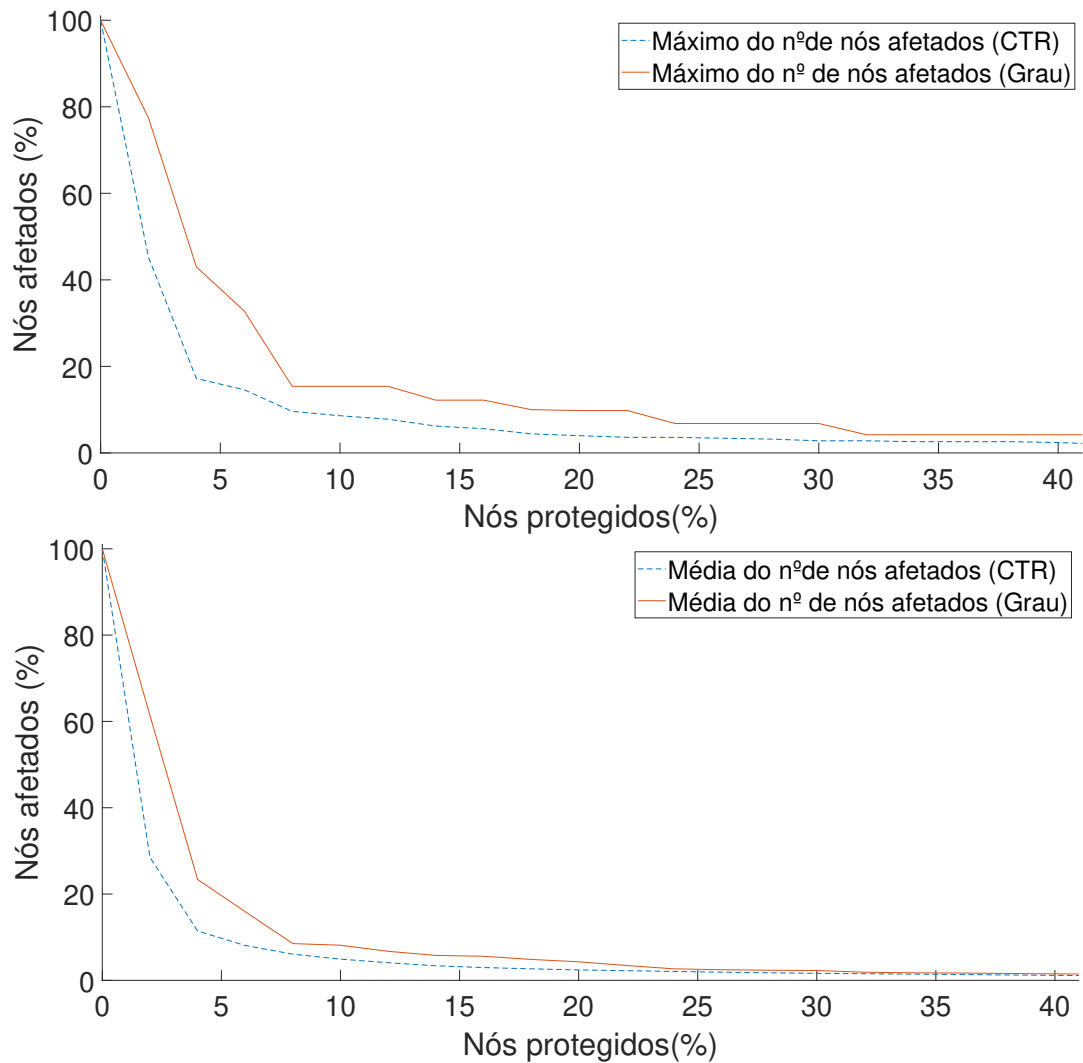 100
80
60
40
20
0
Nós afetados (%)
Máximo do nºde nós afetados (CTR)
Máximo do nº de nós afetados (Grau)
0 5 10 15 20 25 30 35 40
Nós protegidos(%)
100
80
60
40
20
0
Nós afetados (%)
Média do nºde nós afetados (CTR)
Média do nº de nós afetados (Grau)
0 5 10 15 20 25 30 35 40
Nós protegidos(%)